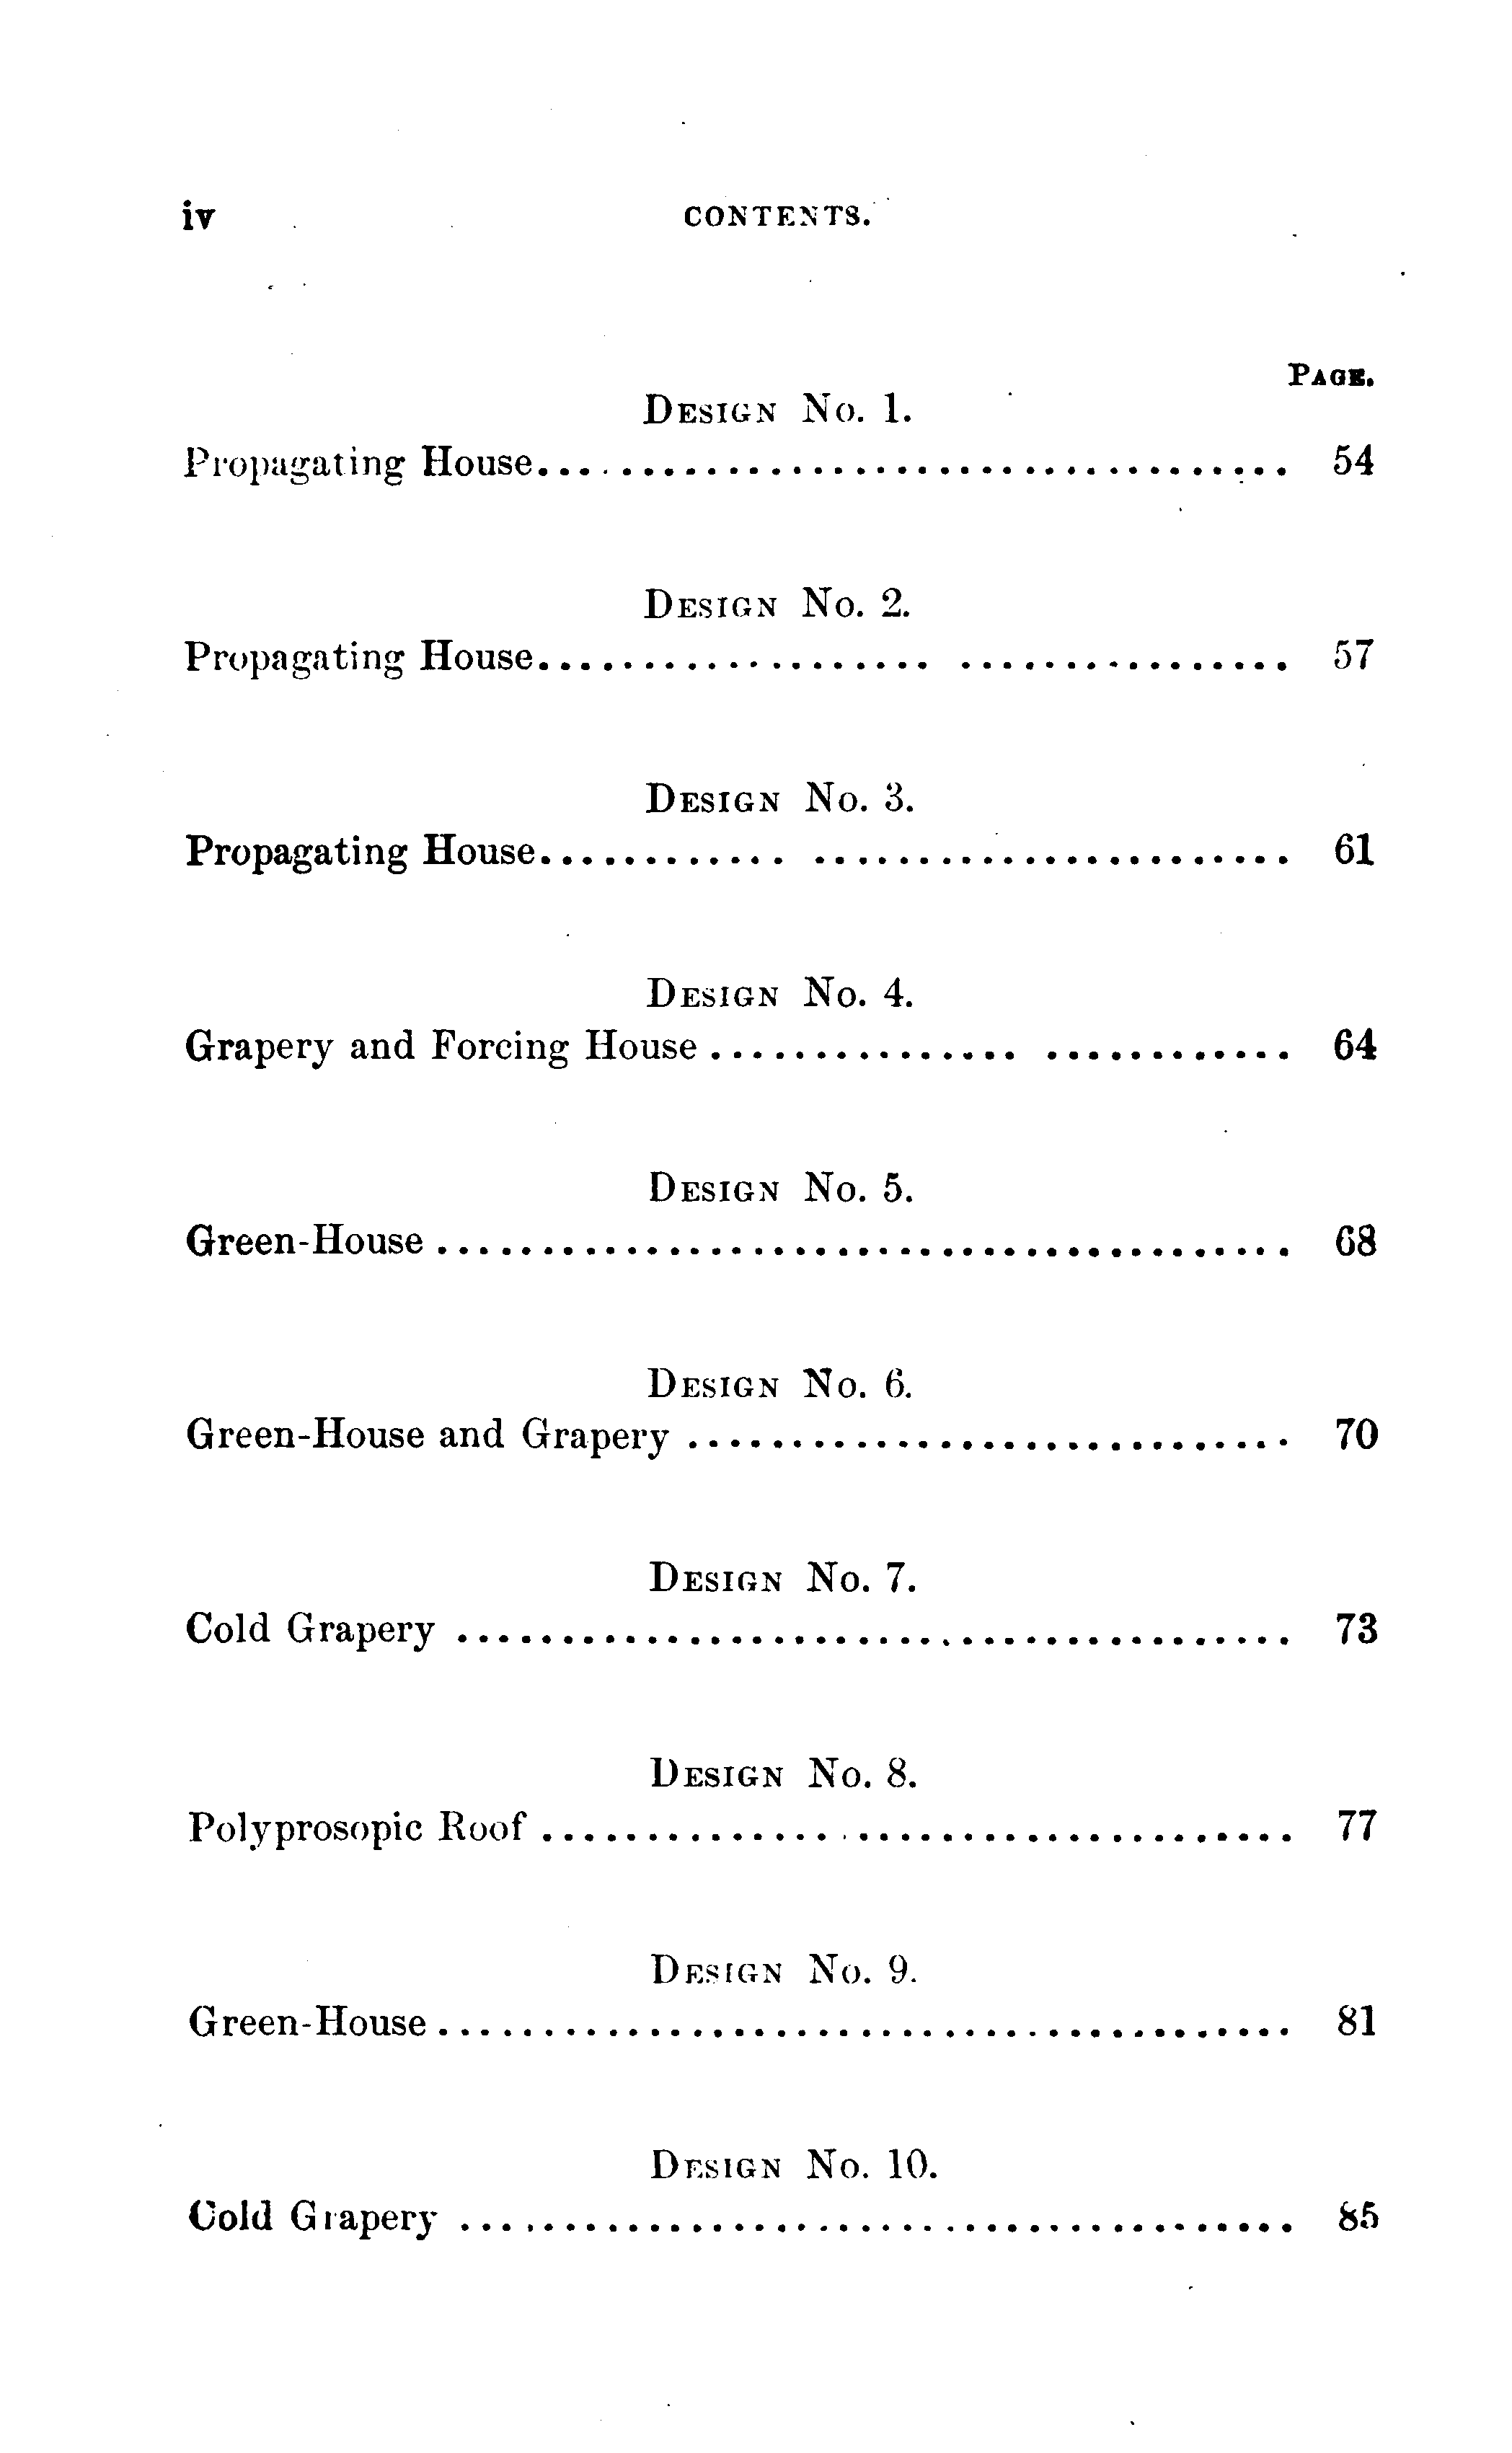 iv CONTENTS.
PAGE.
DESIGN No. 1.
Propagating House.................................... 54
DESIGN No. 2.
Propagating House................... ................ 57
DESIGN No. 3.
Propagating House............ ....................... 61
DESIGN No. 4.
Grapery and Forcing House ............... ............ 64
DESIGN No. 5.
Green-House ......................................... 68
DESIGN No. 6.
Green-House and Grapery ............................. 70
DESIGN No. 7.
Cold Grapery ........................................ 73
DESIGN No. 8.
Polyprosopic Roof .................................... 77
DESIGN No. 9.
Green-House ......................................... 81
DESIGN No. 10.
Cold Grapery ........................................ 85